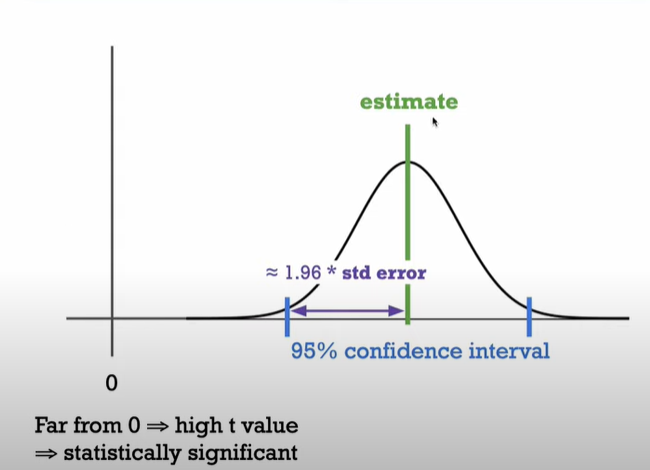 estimate
≈ 1.96 * std error
95% confidence interval
0
Far from 0 ⇒ high t value
⇒ statistically significant